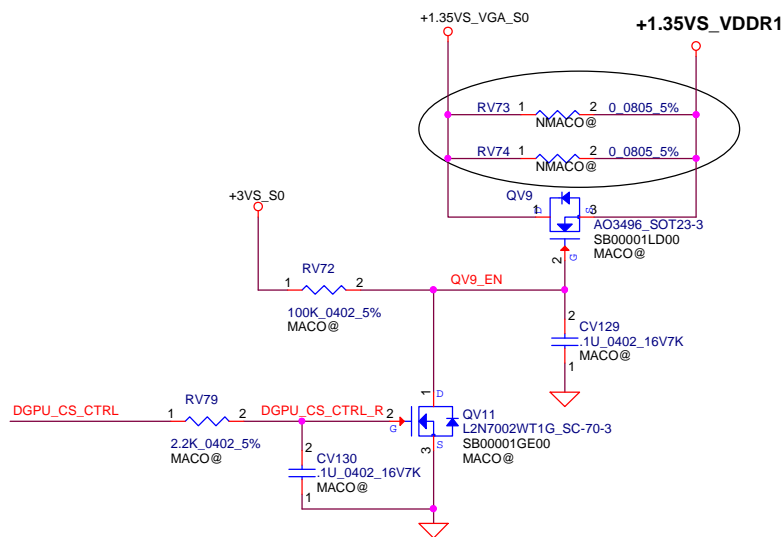 +1.35VS_VGA_S0
+1.35VS_VDDR1
RV73 1 2 0_0805_5%
NMACO@
RV74 1 2 0_0805_5%
NMACO@
+3VS_S0
QV9
1 D S 3
AO3496_SOT23-3
SB00001LD00
MACO@
2 G
RV72
1 2
QV9_EN
100K_0402_5%
MACO@
2
CV129
.1U_0402_16V7K
MACO@
1
DGPU_CS_CTRL
RV79
1 2
DGPU_CS_CTRL_R
2.2K_0402_5%
MACO@
1 D
2 G
QV11
L2N7002WT1G_SC-70-3
SB00001GE00
MACO@
3 S
2
CV130
.1U_0402_16V7K
MACO@
1